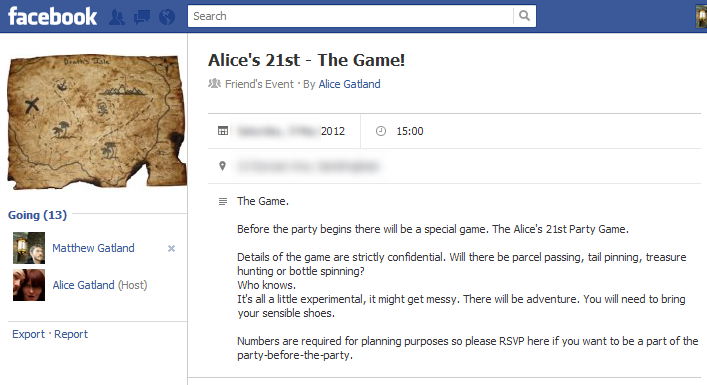 facebook
Search
Alice's 21st - The Game!
Friend's Event · By Alice Gatland
2012
15:00
Death's Isle
Going (13)
Matthew Gatland
Alice Gatland (Host)
Export · Report
The Game.
Before the party begins there will be a special game. The Alice's 21st Party Game.
Details of the game are strictly confidential. Will there be parcel passing, tail pinning, treasure
hunting or bottle spinning?
Who knows.
It's all a little experimental, it might get messy. There will be adventure. You will need to bring
your sensible shoes.
Numbers are required for planning purposes so please RSVP here if you want to be a part of the
party-before-the-party.